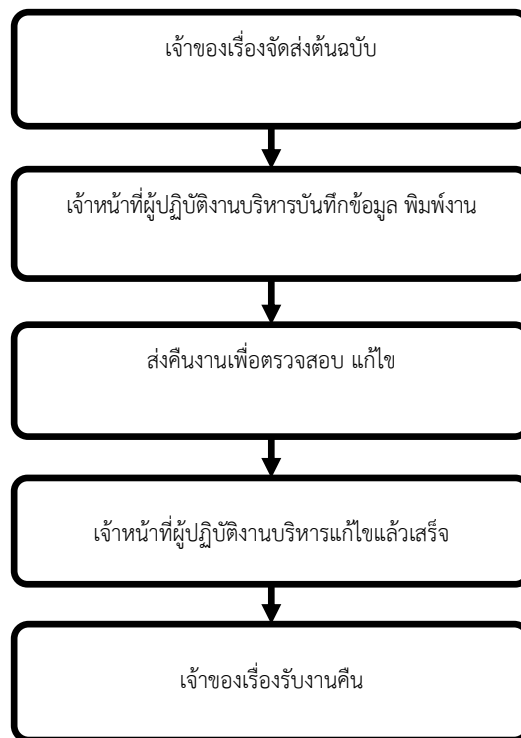 เจ้าของเรื่องจัดส่งต้นฉบับ
เจ้าหน้าที่ผู้ปฏิบัติงานบริหารบันทึกข้อมูล พิมพ์งาน
ส่งคืนงานเพื่อตรวจสอบ แก้ไข
เจ้าหน้าที่ผู้ปฏิบัติงานบริหารแก้ไขแล้วเสร็จ
เจ้าของเรื่องรับงานคืน